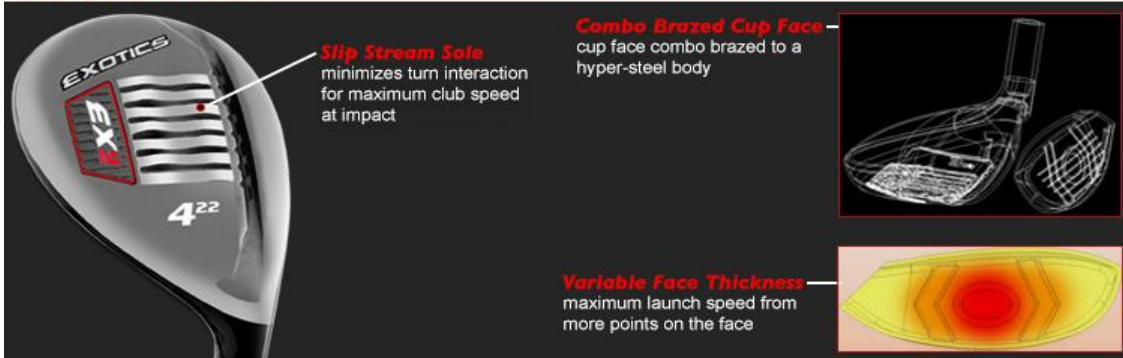 EXOTICS
EX9
4 22
Slip Stream Sole
minimizes turn interaction
for maximum club speed
at impact
Combo Brazed Cup Face
cup face combo brazed to a
hyper-steel body
Variable Face Thickness
maximum launch speed from
more points on the face